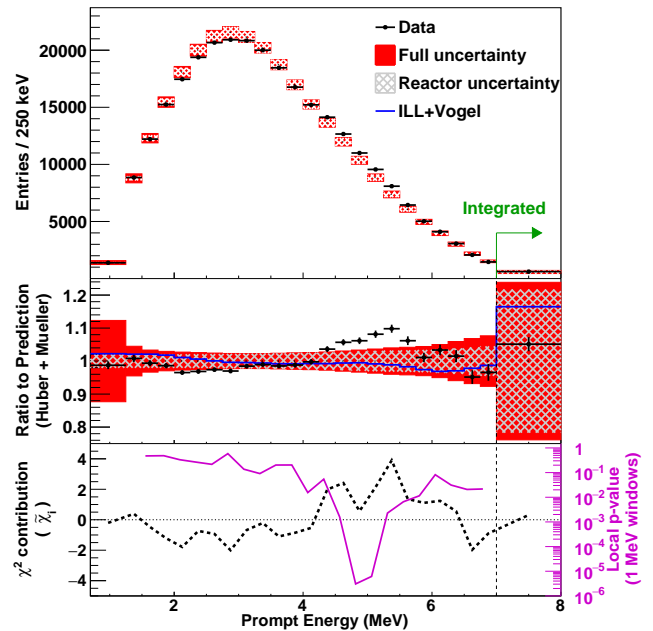 Data
Full uncertainty
Reactor uncertainty
ILL+Vogel
Integrated
Entries / 250 keV
20000
15000
10000
5000
Ratio to Prediction
(Huber + Mueller)
1.2
1.1
1
0.9
0.8
χ² contribution
( χ̃ᵢ )
4
2
0
−2
−4
1
10⁻¹
10⁻²
10⁻³
10⁻⁴
10⁻⁵
10⁻⁶
Local p-value
(1 MeV windows)
2 4 6 8
Prompt Energy (MeV)